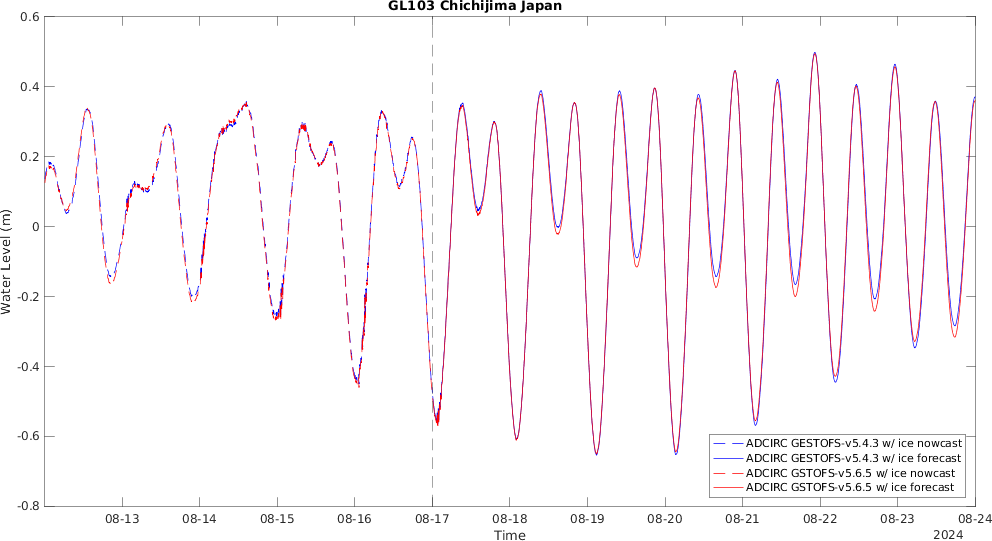 GL103 Chichijima Japan
0.6
0.4
0.2
0
-0.2
-0.4
-0.6
-0.8
Water Level (m)
ADCIRC GESTOFS-v5.4.3 w/ ice nowcast
ADCIRC GESTOFS-v5.4.3 w/ ice forecast
ADCIRC GSTOFS-v5.6.5 w/ ice nowcast
ADCIRC GSTOFS-v5.6.5 w/ ice forecast
08-13 08-14 08-15 08-16 08-17 08-18 08-19 08-20 08-21 08-22 08-23 08-24
Time
2024